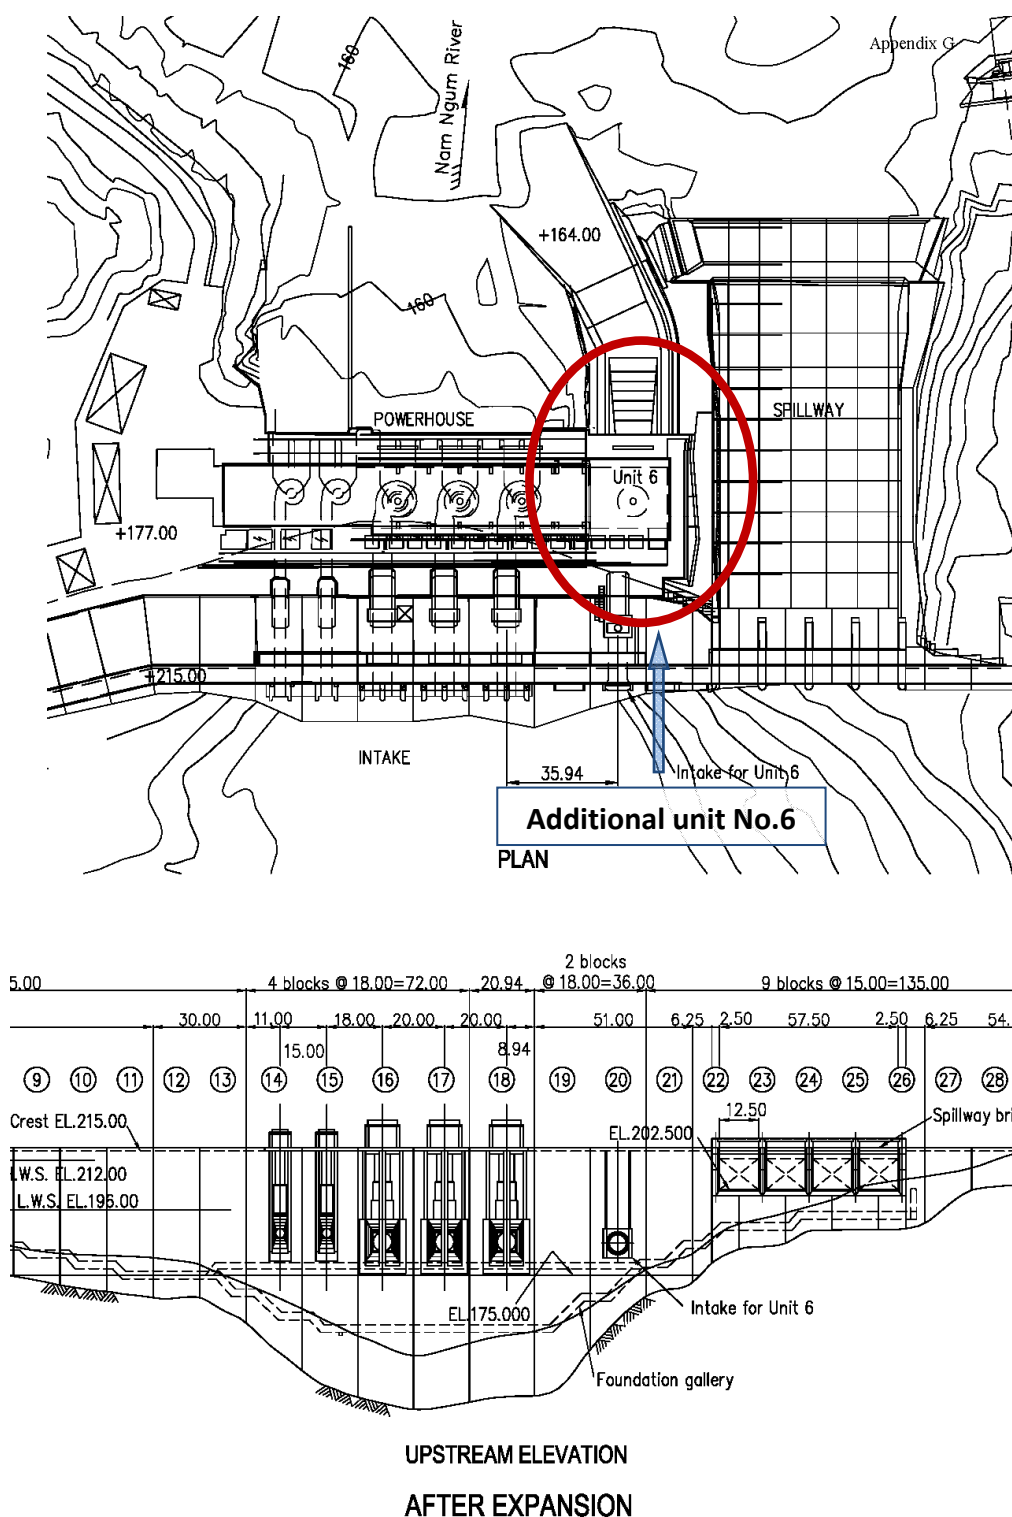 Appendix G
160
Nam Ngum River
+164.00
160
POWERHOUSE
SPILLWAY
Unit 6
+177.00
+215.00
INTAKE
35.94
Intake for Unit 6
Additional unit No.6
PLAN
2 blocks
5.00
4 blocks @ 18.00=72.00
20.94
@ 18.00=36.00
9 blocks @ 15.00=135.00
30.00
11.00
18.00
20.00
20.00
51.00
6.25
2.50
57.50
2.50
6.25
54.
15.00
8.94
9
10
11
12
13
14
15
16
17
18
19
20
21
22
23
24
25
26
27
28
Crest EL.215.00
12.50
EL.202.500
Spillway bri
.W.S. EL.212.00
L.W.S. EL.196.00
EL.175.000
Intake for Unit 6
Foundation gallery
UPSTREAM ELEVATION
AFTER EXPANSION